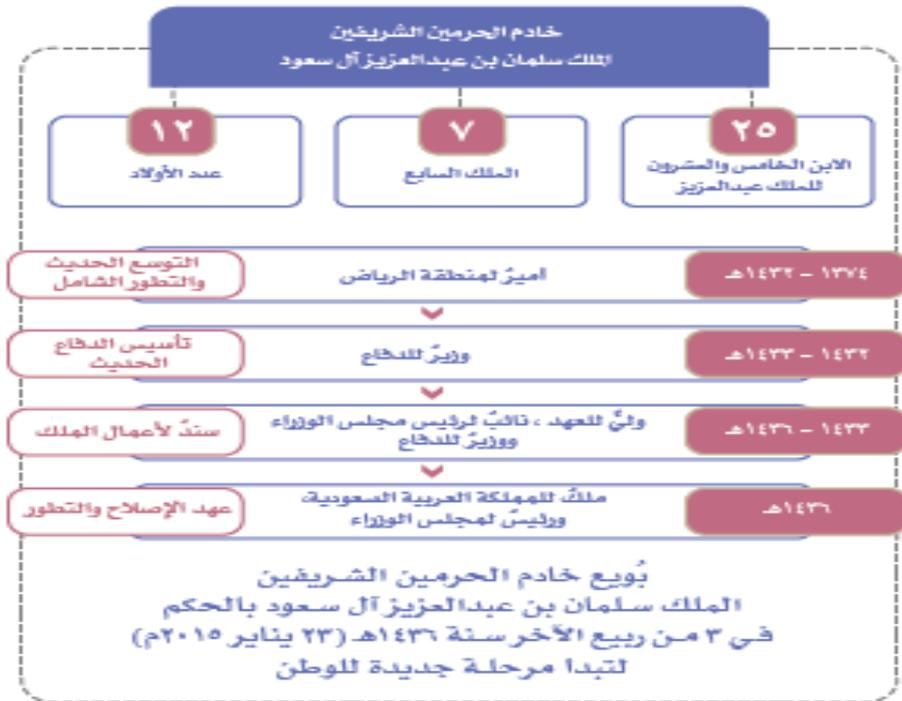 خادم الحرمين الشريفين
الملك سلمان بن عبدالعزيز آل سعود
٢٥
الابن الخامس والعشرون
للملك عبدالعزيز
٧
الملك السابع
١٢
عدد الأولاد
١٣٧٤ – ١٤٣٢هـ
أميرٌ لمنطقة الرياض
التوسع الحديث
والتطور الشامل
١٤٣٢ – ١٤٣٣هـ
وزيرٌ للدفاع
تأسيس الدفاع
الحديث
١٤٣٣ – ١٤٣٦هـ
وليٌّ للعهد ، نائبٌ لرئيس مجلس الوزراء
ووزيرٌ للدفاع
سندٌ لأعمال الملك
١٤٣٦هـ
ملكٌ للمملكة العربية السعودية،
ورئيسٌ لمجلس الوزراء
عهد الإصلاح والتطور
بُويع خادم الحرمين الشريفين
الملك سلمان بن عبدالعزيز آل سعود بالحكم
في ٣ من ربيع الآخر سنة ١٤٣٦هـ (٢٣ يناير ٢٠١٥م)
لتبدأ مرحلة جديدة للوطن